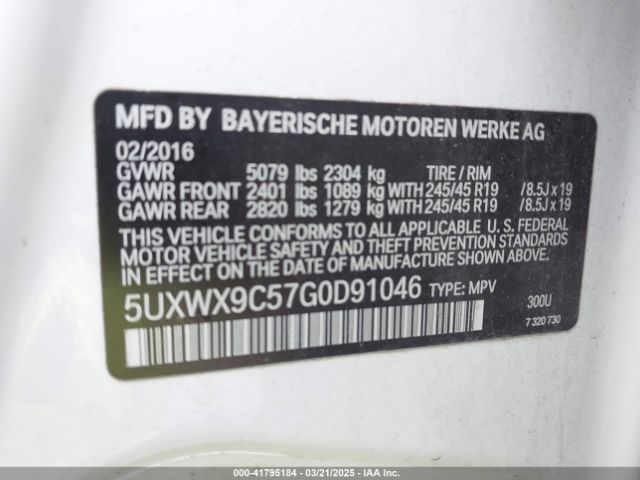 MFD BY BAYERISCHE MOTOREN WERKE AG
02/2016
GVWR 5079 lbs 2304 kg TIRE / RIM
GAWR FRONT 2401 lbs 1089 kg WITH 245/45 R19 /8.5J x 19
GAWR REAR 2820 lbs 1279 kg WITH 245/45 R19 /8.5J x 19
THIS VEHICLE CONFORMS TO ALL APPLICABLE U. S. FEDERAL
MOTOR VEHICLE SAFETY AND THEFT PREVENTION STANDARDS
IN EFFECT ON THE DATE OF MANUFACTURE SHOWN ABOVE.
5UXWX9C57G0D91046 TYPE: MPV
300U
7 320 730
000-41795184 — 03/21/2025 — IAAI.COM